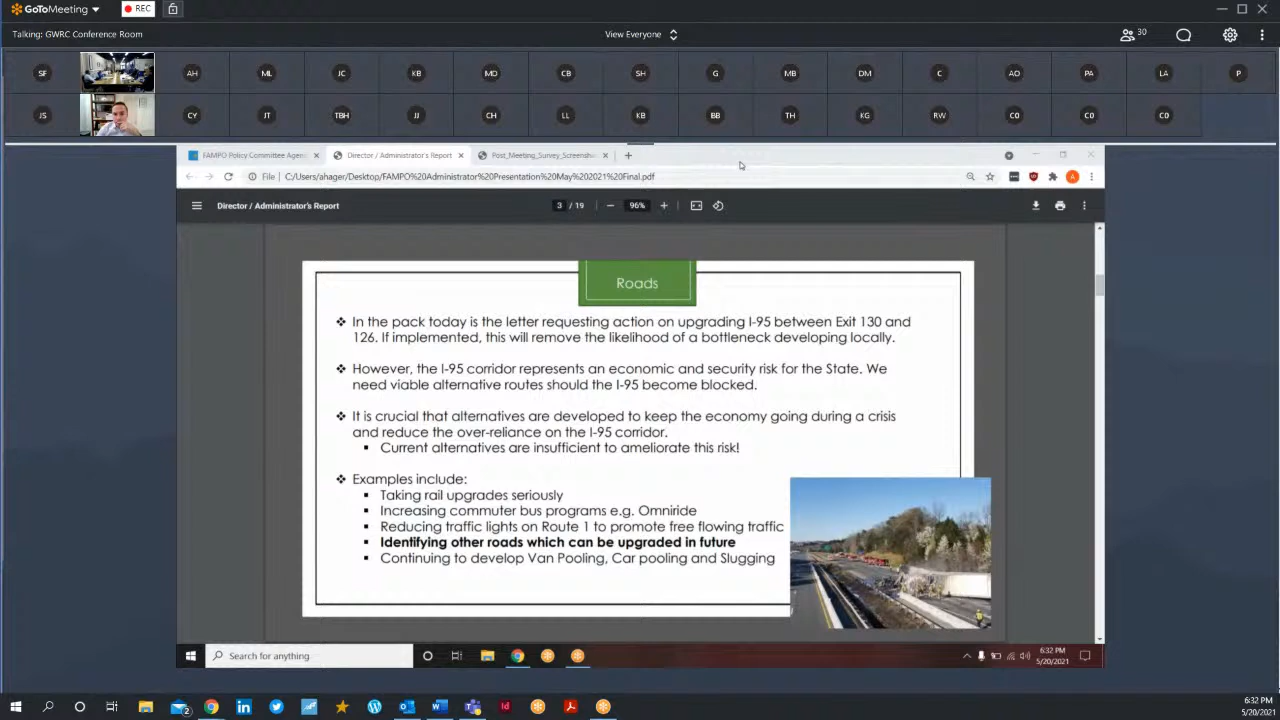 GoToMeeting
REC
Talking: GWRC Conference Room
View Everyone
30
SF
AH
ML
JC
KB
MO
CB
SH
G
MB
DM
C
AO
PA
LA
P
JS
CY
JT
TBH
JJ
CH
LL
KB
BB
TH
KG
RW
C0
C0
C0
FAMPO Policy Committee Agen
Director / Administrator's Report
Post_Meeting_Survey_Screensh
File
C:/Users/ahager/Desktop/FAMPO%20Administrator%20Presentation%20May%202021%20Final.pdf
A
Director / Administrator's Report
3 / 19
96%
Roads
In the pack today is the letter requesting action on upgrading I-95 between Exit 130 and
126. If implemented, this will remove the likelihood of a bottleneck developing locally.
However, the I-95 corridor represents an economic and security risk for the State. We
need viable alternative routes should the I-95 become blocked.
It is crucial that alternatives are developed to keep the economy going during a crisis
and reduce the over-reliance on the I-95 corridor.
Current alternatives are insufficient to ameliorate this risk!
Examples include:
Taking rail upgrades seriously
Increasing commuter bus programs e.g. Omniride
Reducing traffic lights on Route 1 to promote free flowing traffic
Identifying other roads which can be upgraded in future
Continuing to develop Van Pooling, Car pooling and Slugging
Search for anything
6:32 PM
5/20/2021
6:32 PM
5/20/2021